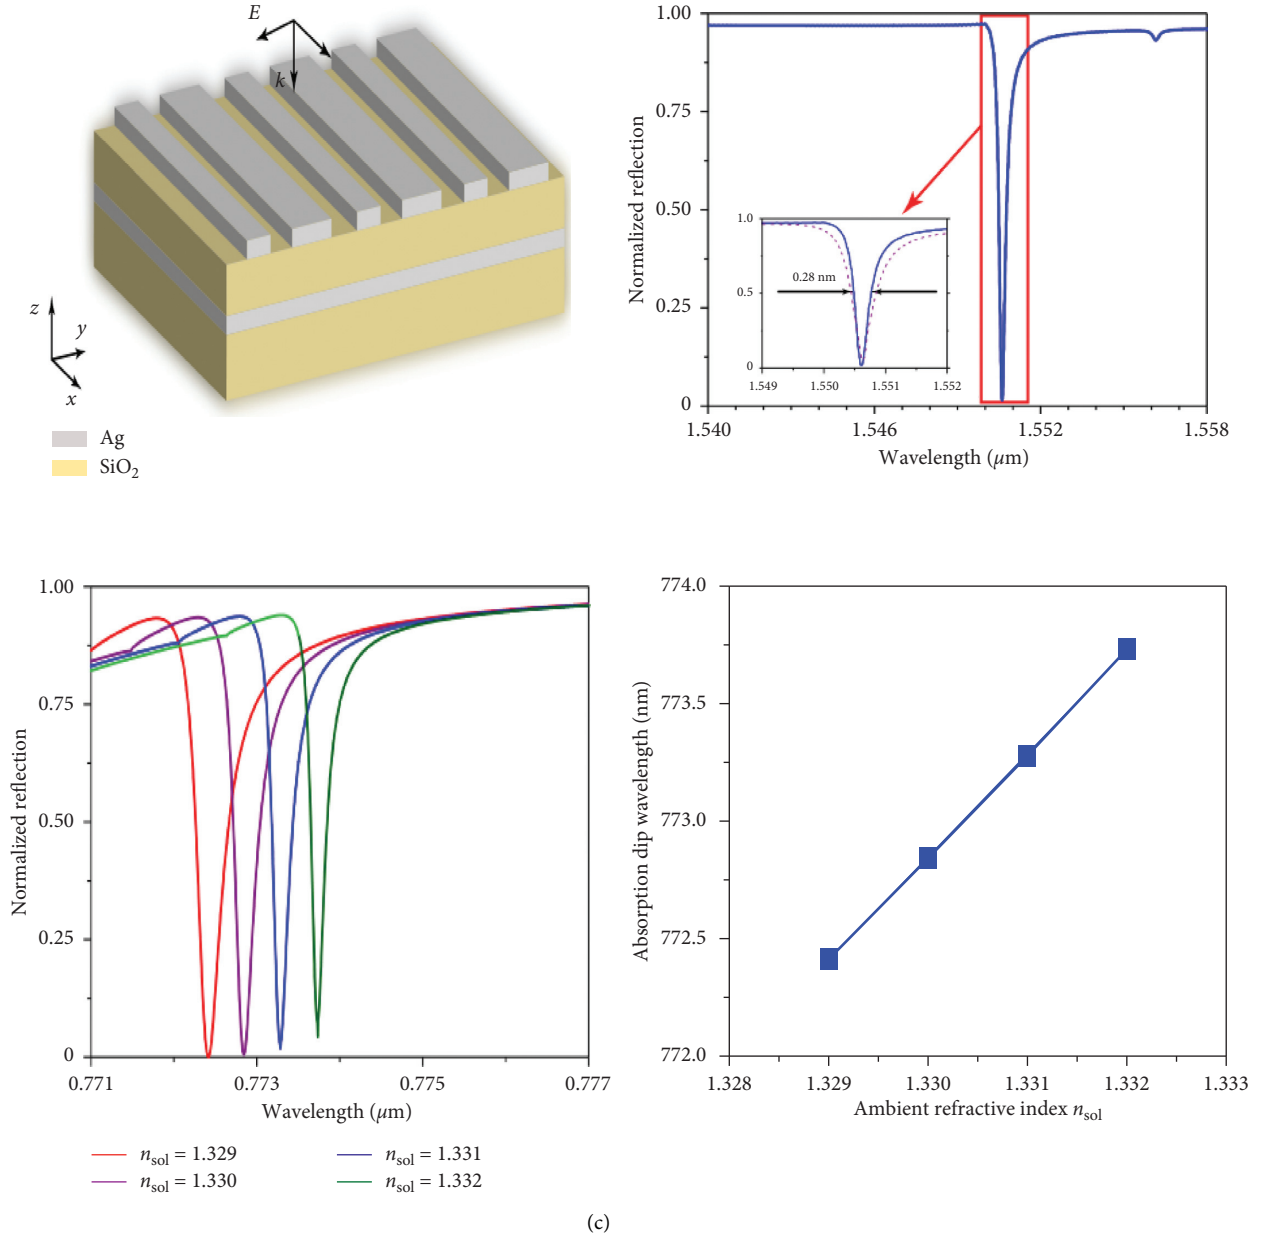 E
k
z
y
x
Ag
SiO2
Normalized reflection
1.00
0.75
0.50
0.25
0
1.0
0.5
0
0.28 nm
1.549 1.550 1.551 1.552
1.540 1.546 1.552 1.558
Wavelength (μm)
Normalized reflection
1.00
0.75
0.50
0.25
0
0.771 0.773 0.775 0.777
Wavelength (μm)
nsol = 1.329
nsol = 1.330
nsol = 1.331
nsol = 1.332
Absorption dip wavelength (nm)
774.0
773.5
773.0
772.5
772.0
1.328 1.329 1.330 1.331 1.332 1.333
Ambient refractive index nsol
(c)